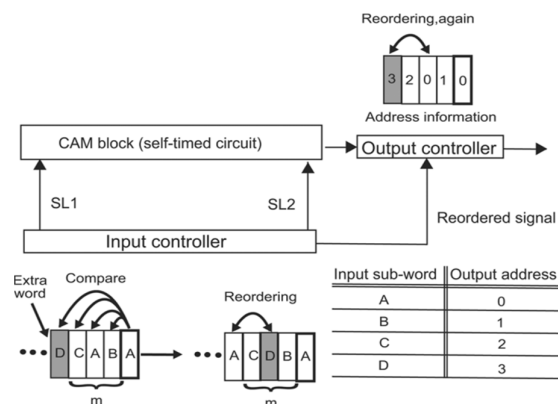 Reordering,again
3 2 0 1 0
Address information
CAM block (self-timed circuit)
Output controller
SL1
SL2
Reordered signal
Input controller
Extra
word
Compare
••• D C A B A
m
Reordering
••• A C D B A
m
Input sub-word Output address
A 0
B 1
C 2
D 3